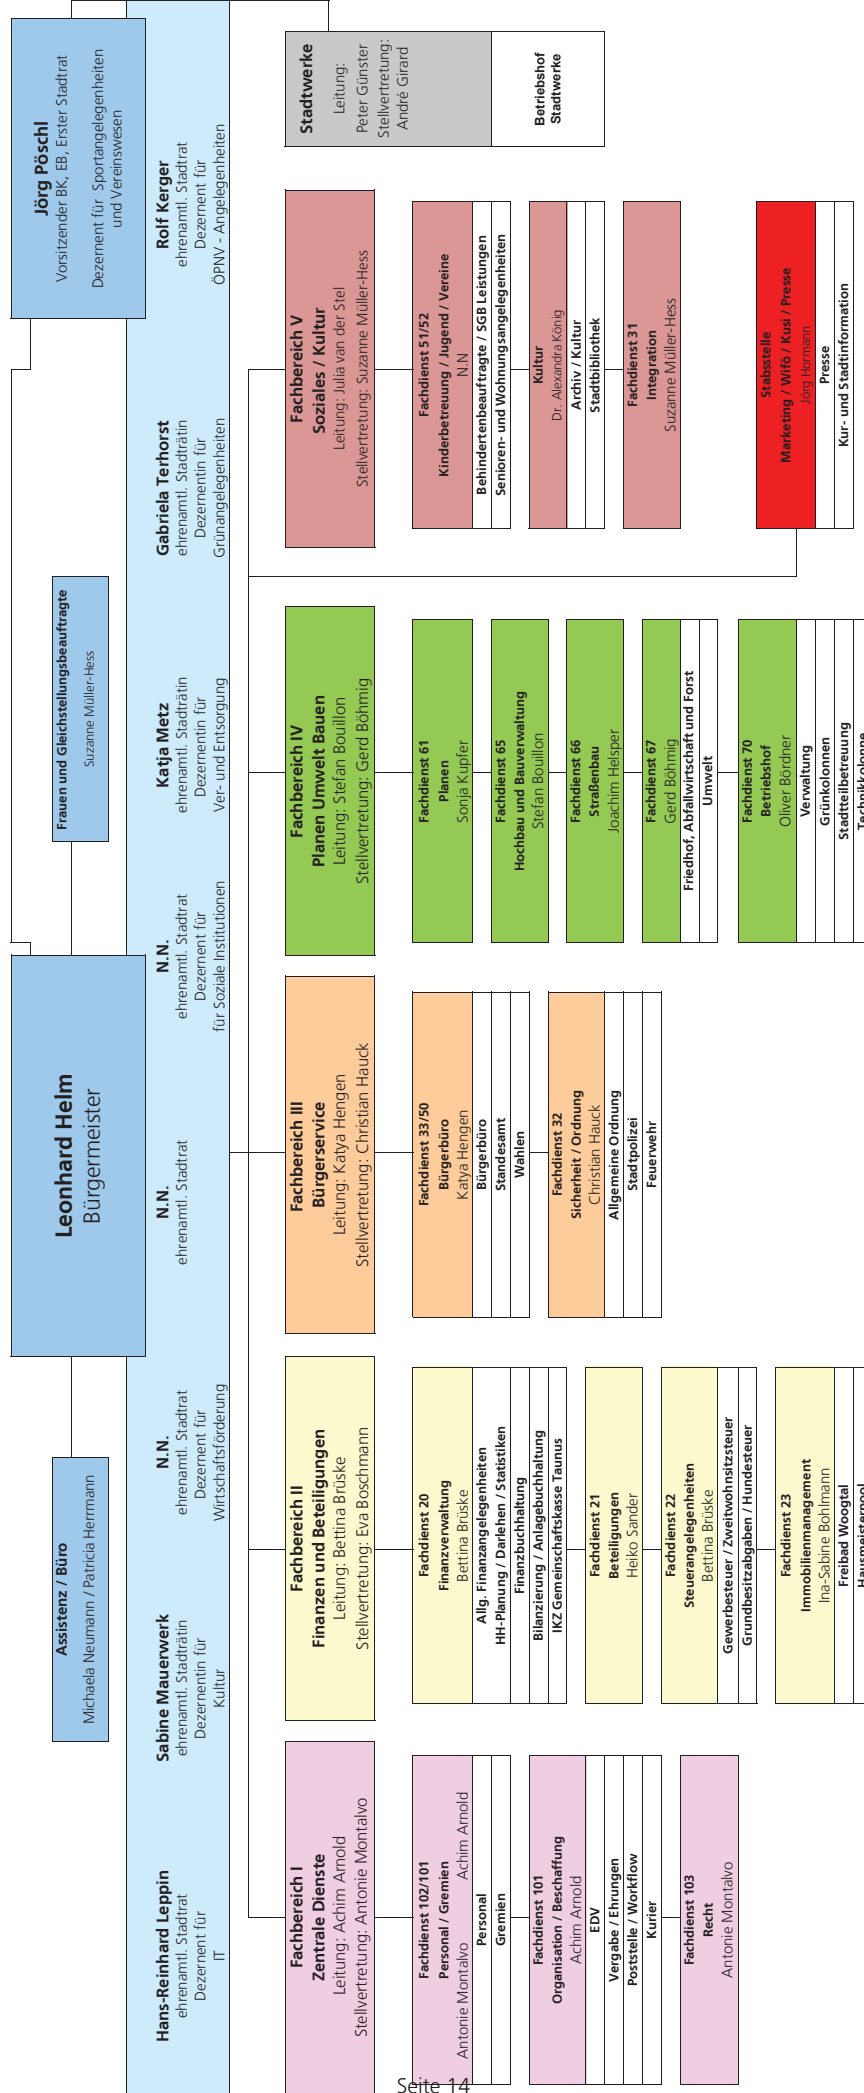 Assistenz / Büro
Michaela Neumann / Patricia Herrmann
Leonhard Helm
Bürgermeister
Frauen und Gleichstellungsbeauftragte
Suzanne Müller-Hess
Jörg Pöschl
Vorsitzender BK, EB, Erster Stadtrat
Dezernent für Sportangelegenheiten
und Vereinswesen
Hans-Reinhard Leppin
ehrenamtl. Stadtrat
Dezernent für
IT
Sabine Mauerwerk
ehrenamtl. Stadträtin
Dezernentin für
Kultur
N.N.
ehrenamtl. Stadtrat
Dezernent für
Wirtschaftsförderung
N.N.
ehrenamtl. Stadtrat
N.N.
ehrenamtl. Stadtrat
Dezernent für
für Soziale Institutionen
Katja Metz
ehrenamtl. Stadträtin
Dezernentin für
Ver- und Entsorgung
Gabriela Terhorst
ehrenamtl. Stadträtin
Dezernentin für
Grünangelegenheiten
Rolf Kerger
ehrenamtl. Stadtrat
Dezernent für
ÖPNV - Angelegenheiten
Fachbereich I
Zentrale Dienste
Leitung: Achim Arnold
Stellvertretung: Antonie Montalvo
Fachdienst 102/101
Personal / Gremien
Antonie Montalvo Achim Arnold
Personal
Gremien
Fachdienst 101
Organisation / Beschaffung
Achim Arnold
EDV
Vergabe / Ehrungen
Poststelle / Workflow
Kurier
Fachdienst 103
Recht
Antonie Montalvo
Fachbereich II
Finanzen und Beteiligungen
Leitung: Bettina Brüske
Stellvertretung: Eva Boschmann
Fachdienst 20
Finanzverwaltung
Bettina Brüske
Allg. Finanzangelegenheiten
HH-Planung / Darlehen / Statistiken
Finanzbuchhaltung
Bilanzierung / Anlagebuchhaltung
IKZ Gemeinschaftskasse Taunus
Fachdienst 21
Beteiligungen
Heiko Sander
Fachdienst 22
Steuerangelegenheiten
Bettina Brüske
Gewerbesteuer / Zweitwohnsitzsteuer
Grundbesitzabgaben / Hundesteuer
Fachdienst 23
Immobilienmanagement
Ina-Sabine Bohlmann
Freibad Woogtal
Hausmeisterpool
Fachbereich III
Bürgerservice
Leitung: Katya Hengen
Stellvertretung: Christian Hauck
Fachdienst 33/50
Bürgerbüro
Katya Hengen
Bürgerbüro
Standesamt
Wahlen
Fachdienst 32
Sicherheit / Ordnung
Christian Hauck
Allgemeine Ordnung
Stadtpolizei
Feuerwehr
Fachbereich IV
Planen Umwelt Bauen
Leitung: Stefan Bouillon
Stellvertretung: Gerd Böhmig
Fachdienst 61
Planen
Sonja Kupfer
Fachdienst 65
Hochbau und Bauverwaltung
Stefan Bouillon
Fachdienst 66
Straßenbau
Joachim Helsper
Fachdienst 67
Gerd Böhmig
Friedhof, Abfallwirtschaft und Forst
Umwelt
Fachdienst 70
Betriebshof
Oliver Bördner
Verwaltung
Grünkolonnen
Stadtteilbetreuung
Technikkolonne
Fachbereich V
Soziales / Kultur
Leitung: Julia van der Stel
Stellvertretung: Suzanne Müller-Hess
Fachdienst 51/52
Kinderbetreuung / Jugend / Vereine
N.N
Behindertenbeauftragte / SGB Leistungen
Senioren- und Wohnungsangelegenheiten
Kultur
Dr. Alexandra König
Archiv / Kultur
Stadtbibliothek
Fachdienst 31
Integration
Suzanne Müller-Hess
Stabsstelle
Marketing / Wifö / Kusi / Presse
Jörg Hormann
Presse
Kur- und Stadtinformation
Stadtwerke
Leitung:
Peter Günster
Stellvertretung:
André Girard
Betriebshof
Stadtwerke
Seite 14